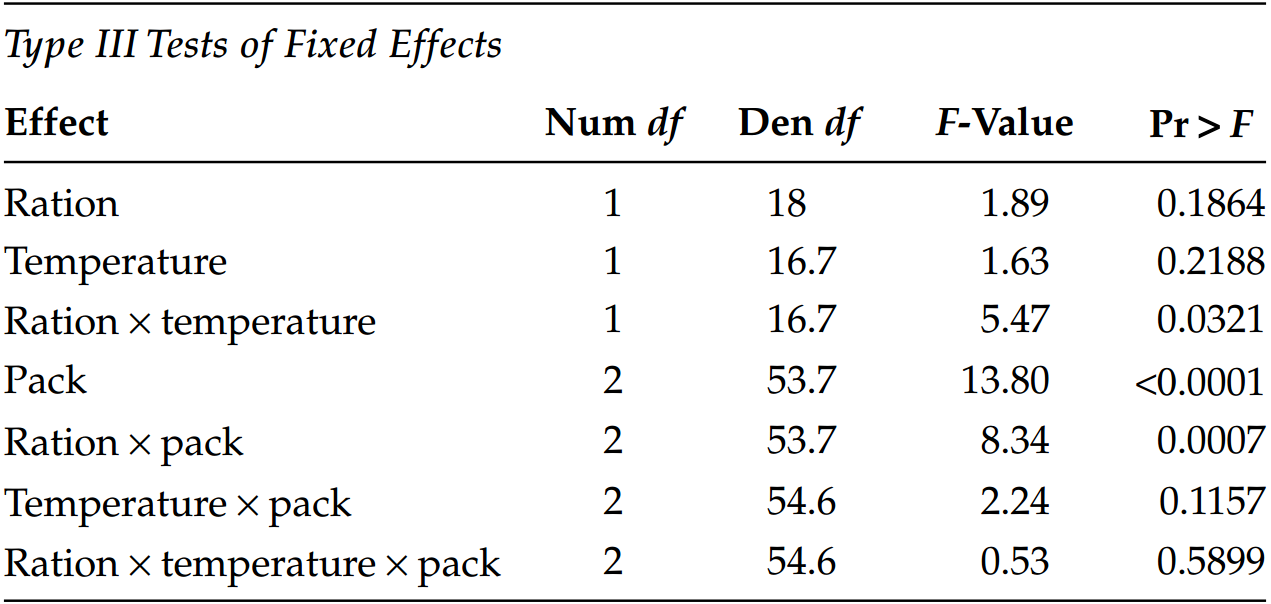 Type III Tests of Fixed Effects
Effect Num df Den df F-Value Pr > F
Ration 1 18 1.89 0.1864
Temperature 1 16.7 1.63 0.2188
Ration × temperature 1 16.7 5.47 0.0321
Pack 2 53.7 13.80 <0.0001
Ration × pack 2 53.7 8.34 0.0007
Temperature × pack 2 54.6 2.24 0.1157
Ration × temperature × pack 2 54.6 0.53 0.5899